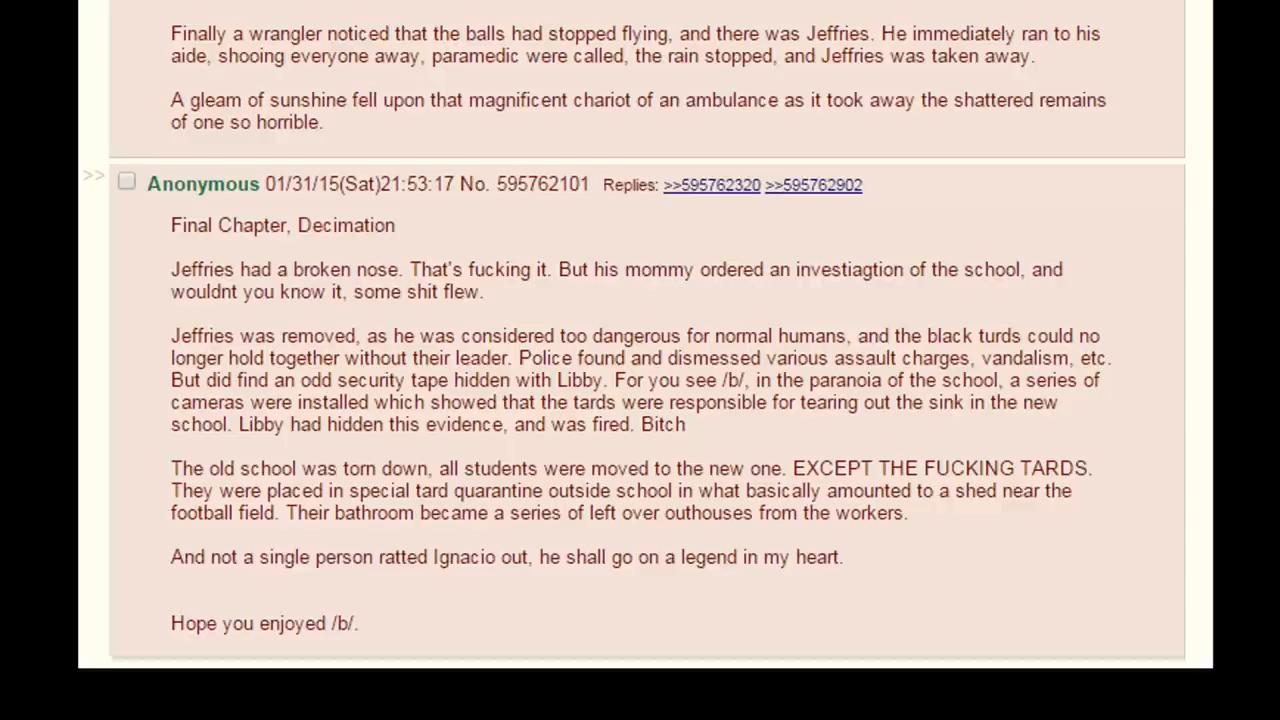 Finally a wrangler noticed that the balls had stopped flying, and there was Jeffries. He immediately ran to his
aide, shooing everyone away, paramedic were called, the rain stopped, and Jeffries was taken away.
A gleam of sunshine fell upon that magnificent chariot of an ambulance as it took away the shattered remains
of one so horrible.
>> Anonymous 01/31/15(Sat)21:53:17 No. 595762101 Replies: >>595762320 >>595762902
Final Chapter, Decimation
Jeffries had a broken nose. That's fucking it. But his mommy ordered an investiagtion of the school, and
wouldnt you know it, some shit flew.
Jeffries was removed, as he was considered too dangerous for normal humans, and the black turds could no
longer hold together without their leader. Police found and dismessed various assault charges, vandalism, etc.
But did find an odd security tape hidden with Libby. For you see /b/, in the paranoia of the school, a series of
cameras were installed which showed that the tards were responsible for tearing out the sink in the new
school. Libby had hidden this evidence, and was fired. Bitch
The old school was torn down, all students were moved to the new one. EXCEPT THE FUCKING TARDS.
They were placed in special tard quarantine outside school in what basically amounted to a shed near the
football field. Their bathroom became a series of left over outhouses from the workers.
And not a single person ratted Ignacio out, he shall go on a legend in my heart.
Hope you enjoyed /b/.